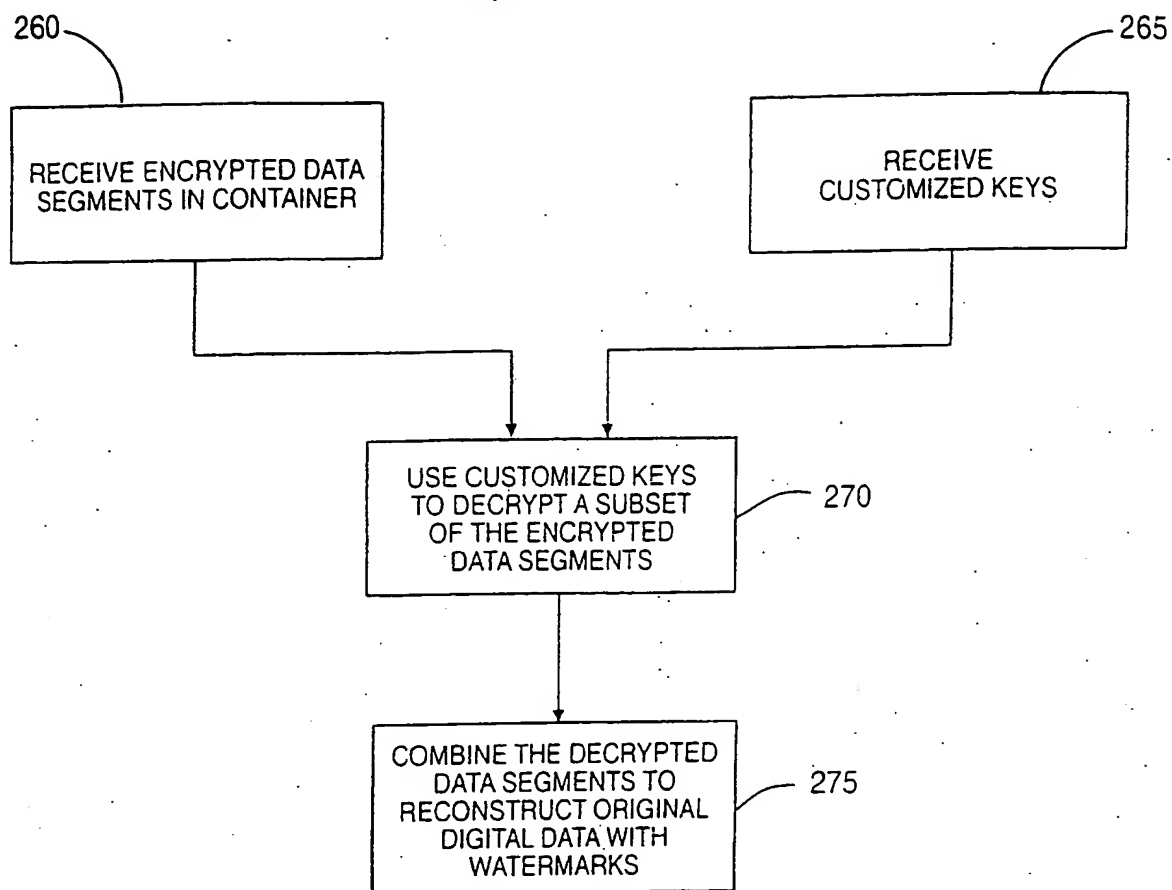 260
265
RECEIVE ENCRYPTED DATA
SEGMENTS IN CONTAINER
RECEIVE
CUSTOMIZED KEYS
USE CUSTOMIZED KEYS
TO DECRYPT A SUBSET
OF THE ENCRYPTED
DATA SEGMENTS
270
COMBINE THE DECRYPTED
DATA SEGMENTS TO
RECONSTRUCT ORIGINAL
DIGITAL DATA WITH
WATERMARKS
275